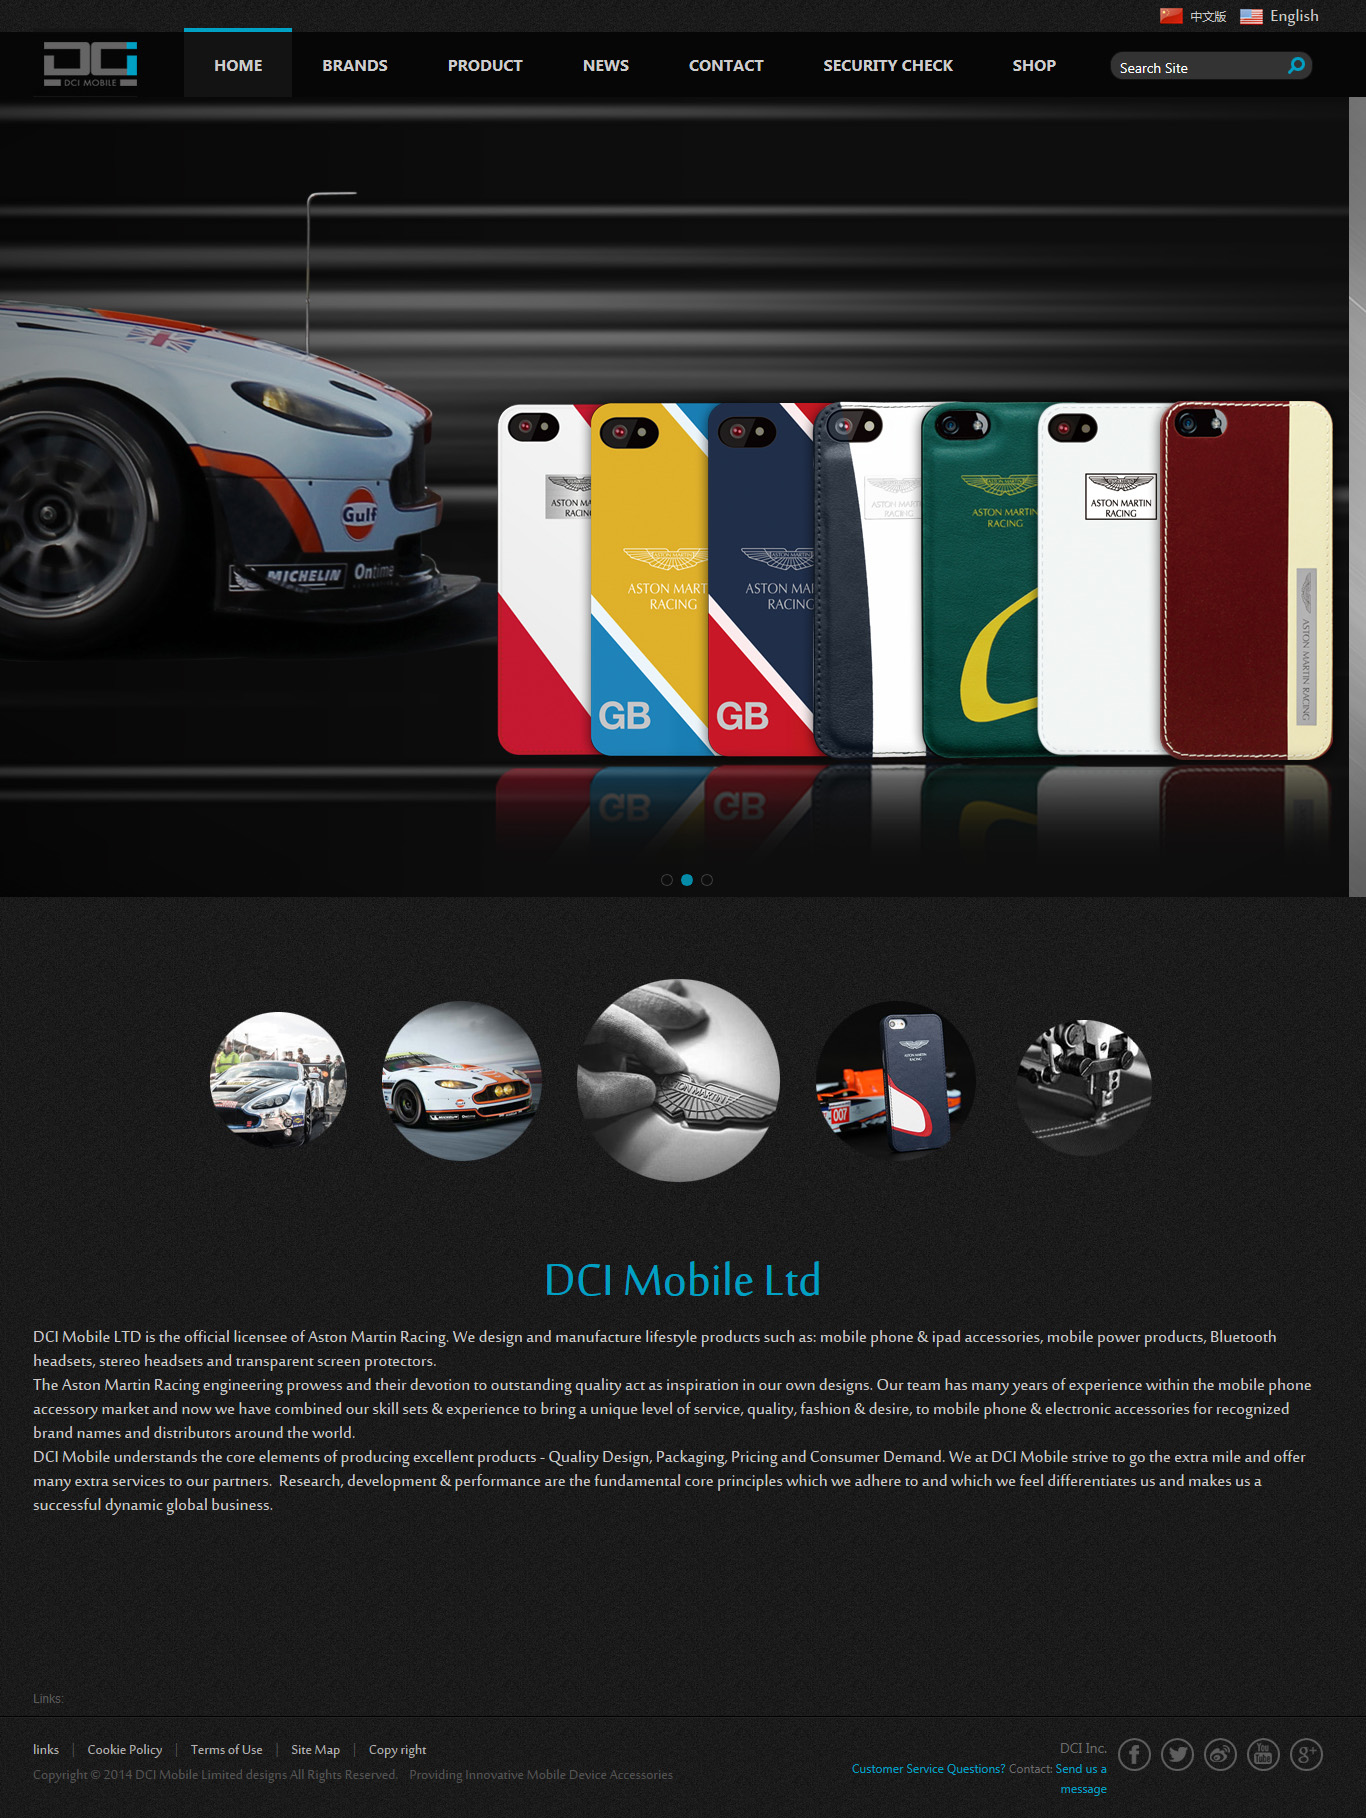 中文版 English
DCI MOBILE
HOME BRANDS PRODUCT NEWS CONTACT SECURITY CHECK SHOP
Search Site
Gulf
MICHELIN Ontime
ASTON MARTIN
RACING
ASTON MARTIN
ASTON MART
RACING
GB
ASTON MARTIN
ASTON MART
RACING
GB
ASTON MARTIN
RACING
ASTON MARTIN
RACING
ASTON MARTIN RACING
007
ASTON MARTIN
DCI Mobile Ltd
DCI Mobile LTD is the official licensee of Aston Martin Racing. We design and manufacture lifestyle products such as: mobile phone & ipad accessories, mobile power products, Bluetooth
headsets, stereo headsets and transparent screen protectors.
The Aston Martin Racing engineering prowess and their devotion to outstanding quality act as inspiration in our own designs. Our team has many years of experience within the mobile phone
accessory market and now we have combined our skill sets & experience to bring a unique level of service, quality, fashion & desire, to mobile phone & electronic accessories for recognized
brand names and distributors around the world.
DCI Mobile understands the core elements of producing excellent products - Quality Design, Packaging, Pricing and Consumer Demand. We at DCI Mobile strive to go the extra mile and offer
many extra services to our partners. Research, development & performance are the fundamental core principles which we adhere to and which we feel differentiates us and makes us a
successful dynamic global business.
Links:
links | Cookie Policy | Terms of Use | Site Map | Copy right
Copyright © 2014 DCI Mobile Limited designs All Rights Reserved. Providing Innovative Mobile Device Accessories
DCI Inc.
Customer Service Questions? Contact: Send us a
message
You Tube
g+